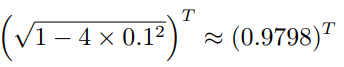 (√1 − 4 × 0.1²)ᵀ ≈ (0.9798)ᵀ